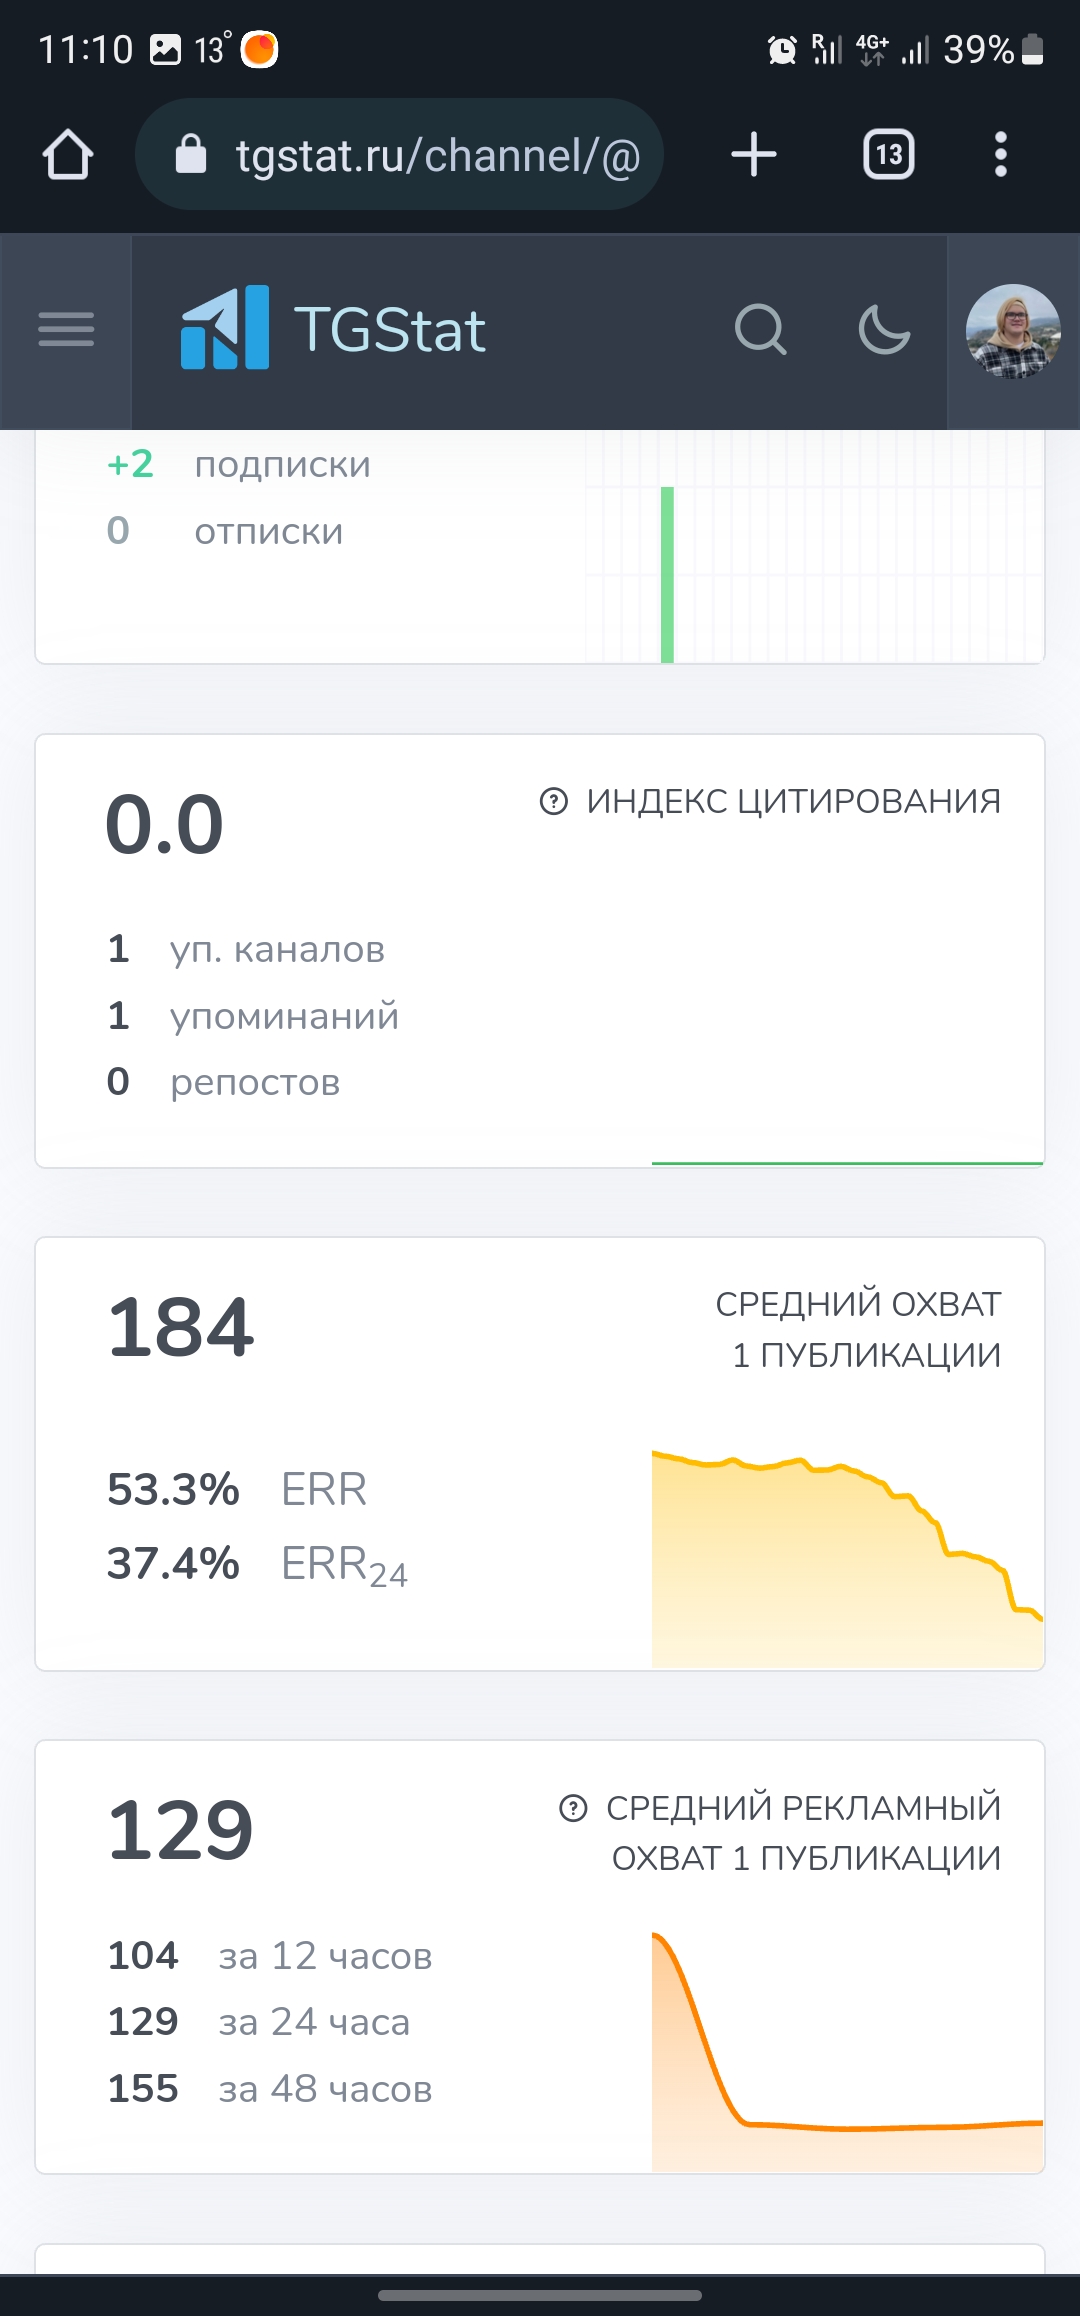 11:10 13° R 4G+ 39%
tgstat.ru/channel/@ 13
TGStat
+2 подписки
0 отписки
0.0 ИНДЕКС ЦИТИРОВАНИЯ
1 уп. каналов
1 упоминаний
0 репостов
184 СРЕДНИЙ ОХВАТ
1 ПУБЛИКАЦИИ
53.3% ERR
37.4% ERR24
129 СРЕДНИЙ РЕКЛАМНЫЙ
ОХВАТ 1 ПУБЛИКАЦИИ
104 за 12 часов
129 за 24 часа
155 за 48 часов